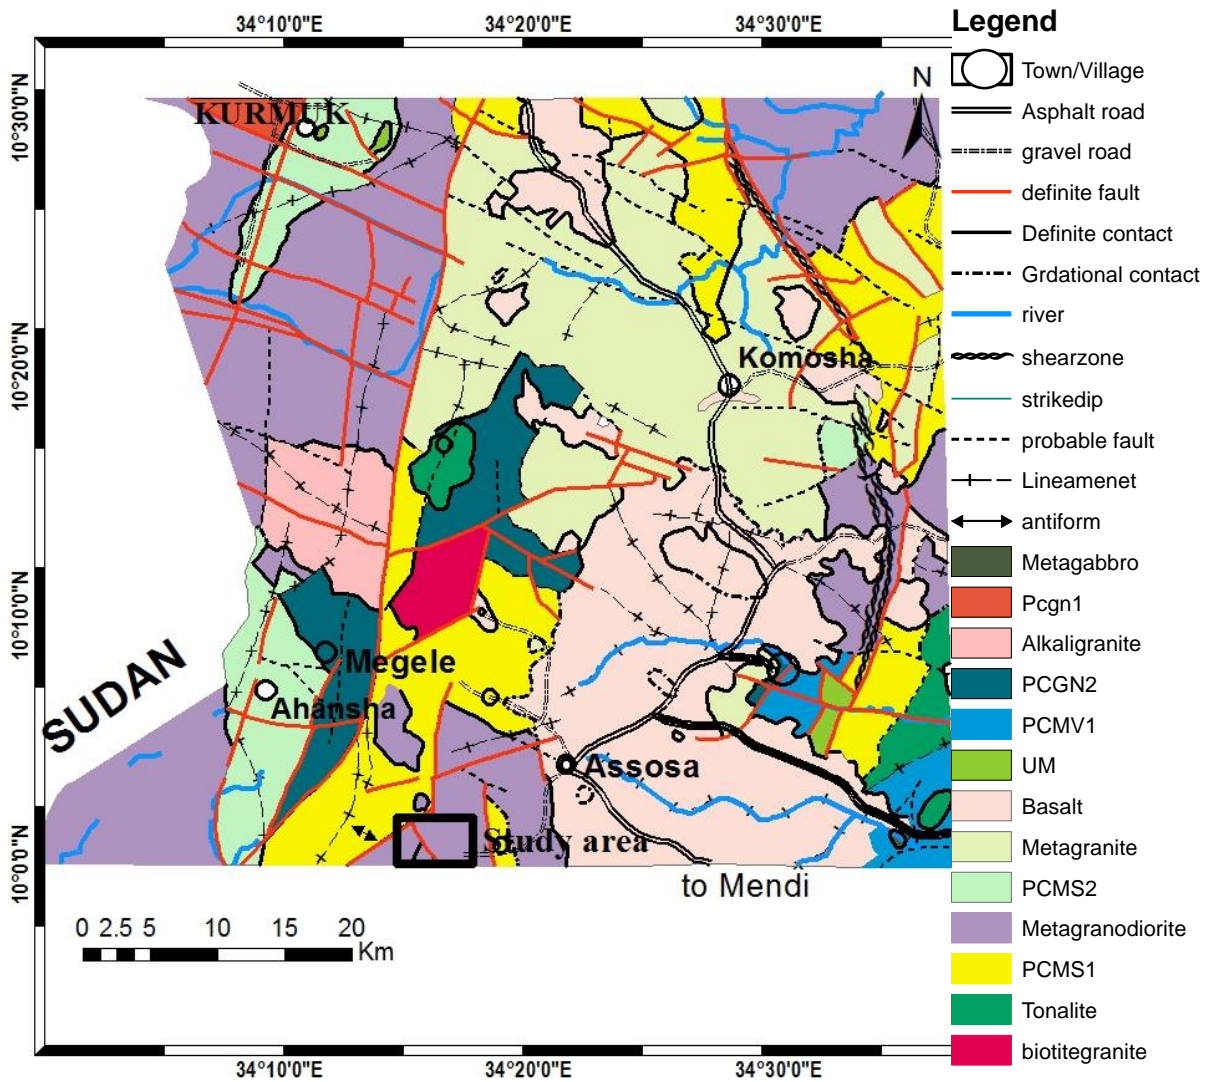 34°10'0"E 34°20'0"E 34°30'0"E
Legend
Town/Village
Asphalt road
gravel road
definite fault
Definite contact
Grdational contact
river
shearzone
strikedip
probable fault
Lineamenet
antiform
Metagabbro
Pcgn1
Alkaligranite
PCGN2
PCMV1
UM
Basalt
Metagranite
PCMS2
Metagranodiorite
PCMS1
Tonalite
biotitegranite
N
10°30'0"N
10°20'0"N
10°10'0"N
10°0'0"N
KURMUK
Komosha
Megele
Ahansha
SUDAN
Assosa
Study area
to Mendi
0 2.5 5 10 15 20
Km
34°10'0"E 34°20'0"E 34°30'0"E